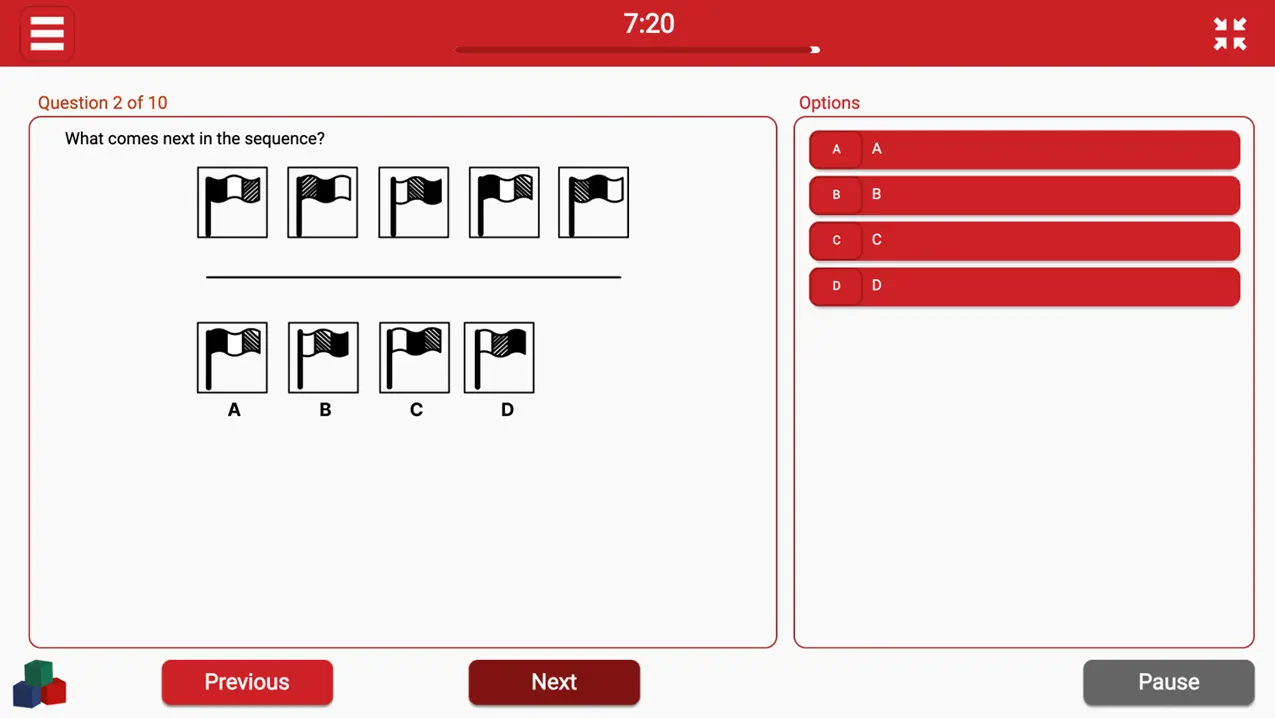 7:20
Question 2 of 10
What comes next in the sequence?
A
B
C
D
Options
A A
B B
C C
D D
Previous
Next
Pause